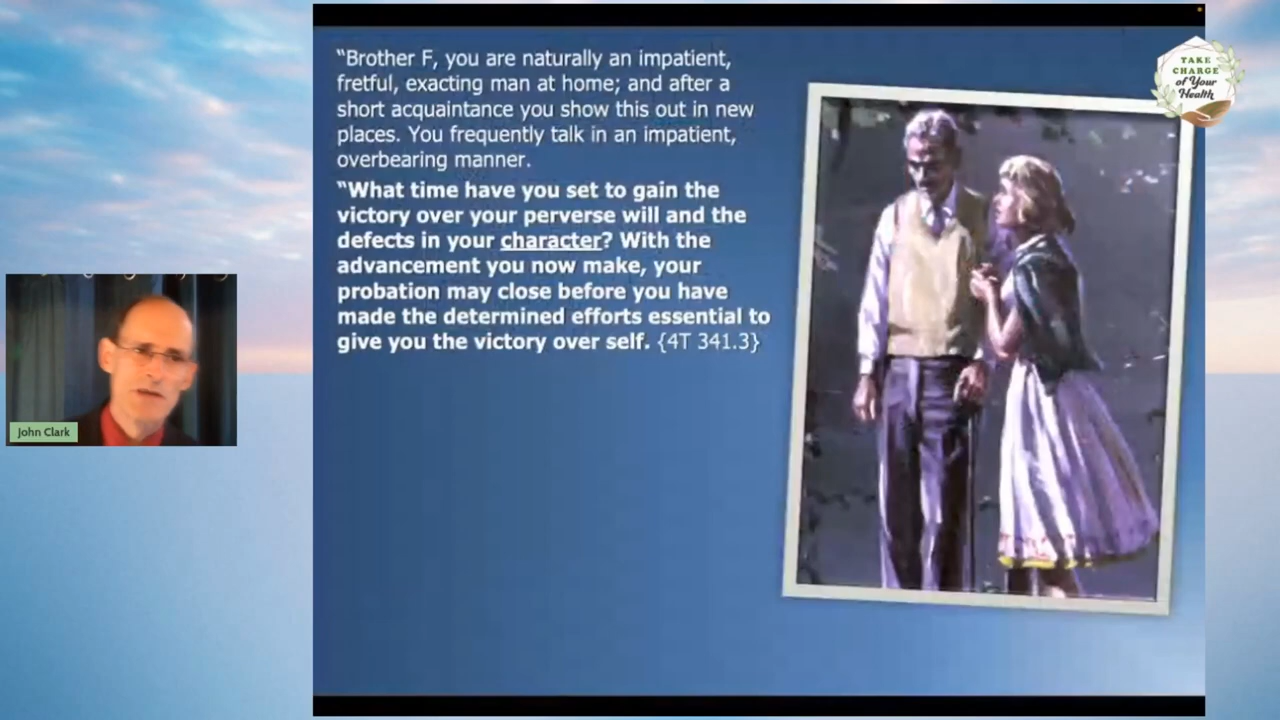 “Brother F, you are naturally an impatient,
fretful, exacting man at home; and after a
short acquaintance you show this out in new
places. You frequently talk in an impatient,
overbearing manner.
“What time have you set to gain the
victory over your perverse will and the
defects in your character? With the
advancement you now make, your
probation may close before you have
made the determined efforts essential to
give you the victory over self. {4T 341.3}
TAKE
CHARGE
of Your
Health
John Clark